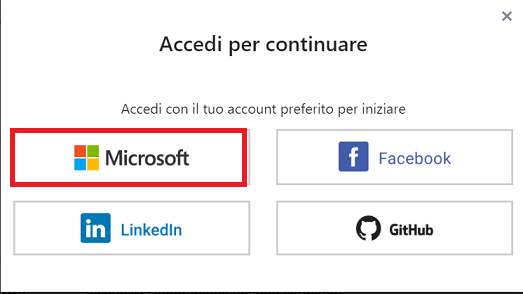 Accedi per continuare
Accedi con il tuo account preferito per iniziare
Microsoft
Facebook
LinkedIn
GitHub